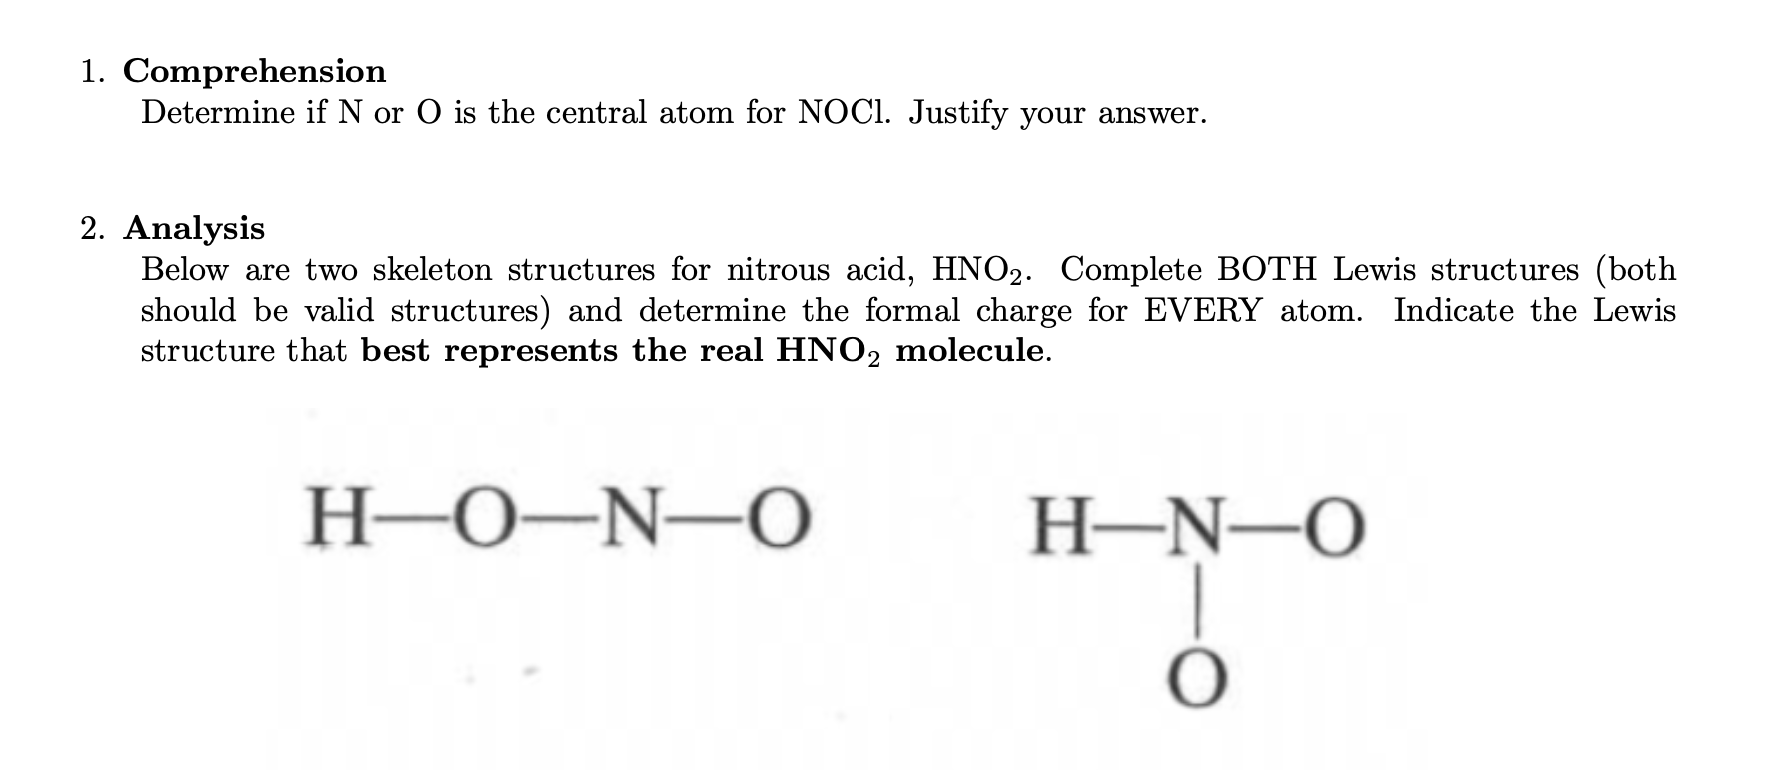 1. Comprehension
Determine if N or O is the central atom for NOCl. Justify your answer.
2. Analysis
Below are two skeleton structures for nitrous acid, HNO₂. Complete BOTH Lewis structures (both
should be valid structures) and determine the formal charge for EVERY atom. Indicate the Lewis
structure that best represents the real HNO₂ molecule.
H—O—N—O
H—N—O
|
O